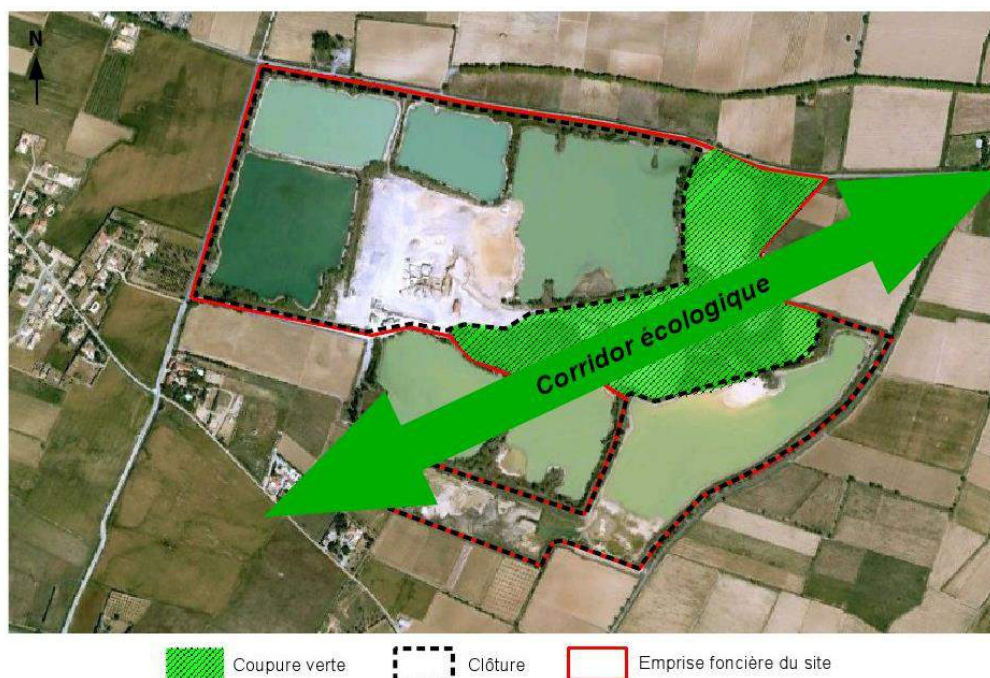 N
Corridor écologique
Coupure verte
Clôture
Emprise foncière du site